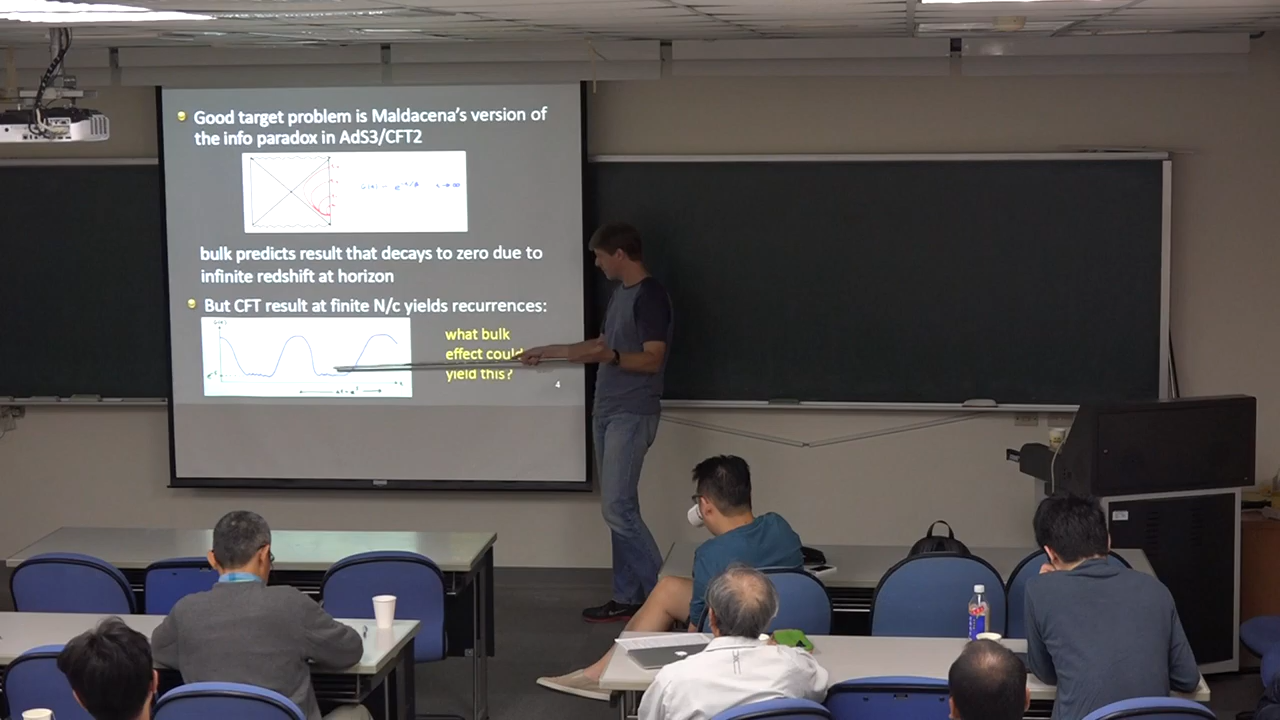 Good target problem is Maldacena's version of
the info paradox in AdS3/CFT2
bulk predicts result that decays to zero due to
infinite redshift at horizon
But CFT result at finite N/c yields recurrences:
what bulk
effect could
yield this?
4